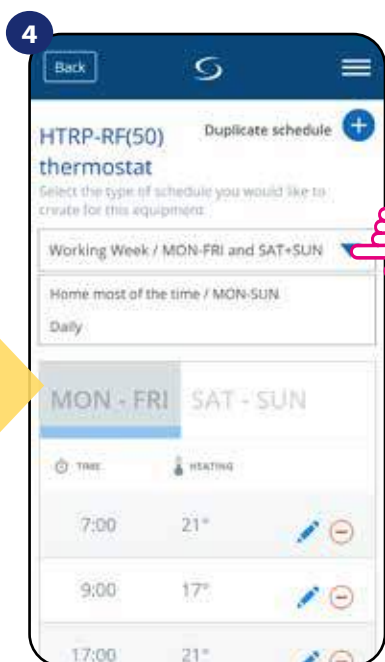 4
Back
HTRP-RF(50) Duplicate schedule
thermostat
Select the type of schedule you would like to
create for this equipment
Working Week / MON-FRI and SAT+SUN
Home most of the time / MON-SUN
Daily
MON - FRI SAT - SUN
TIME HEATING
7:00 21°
9:00 17°
17:00 21°